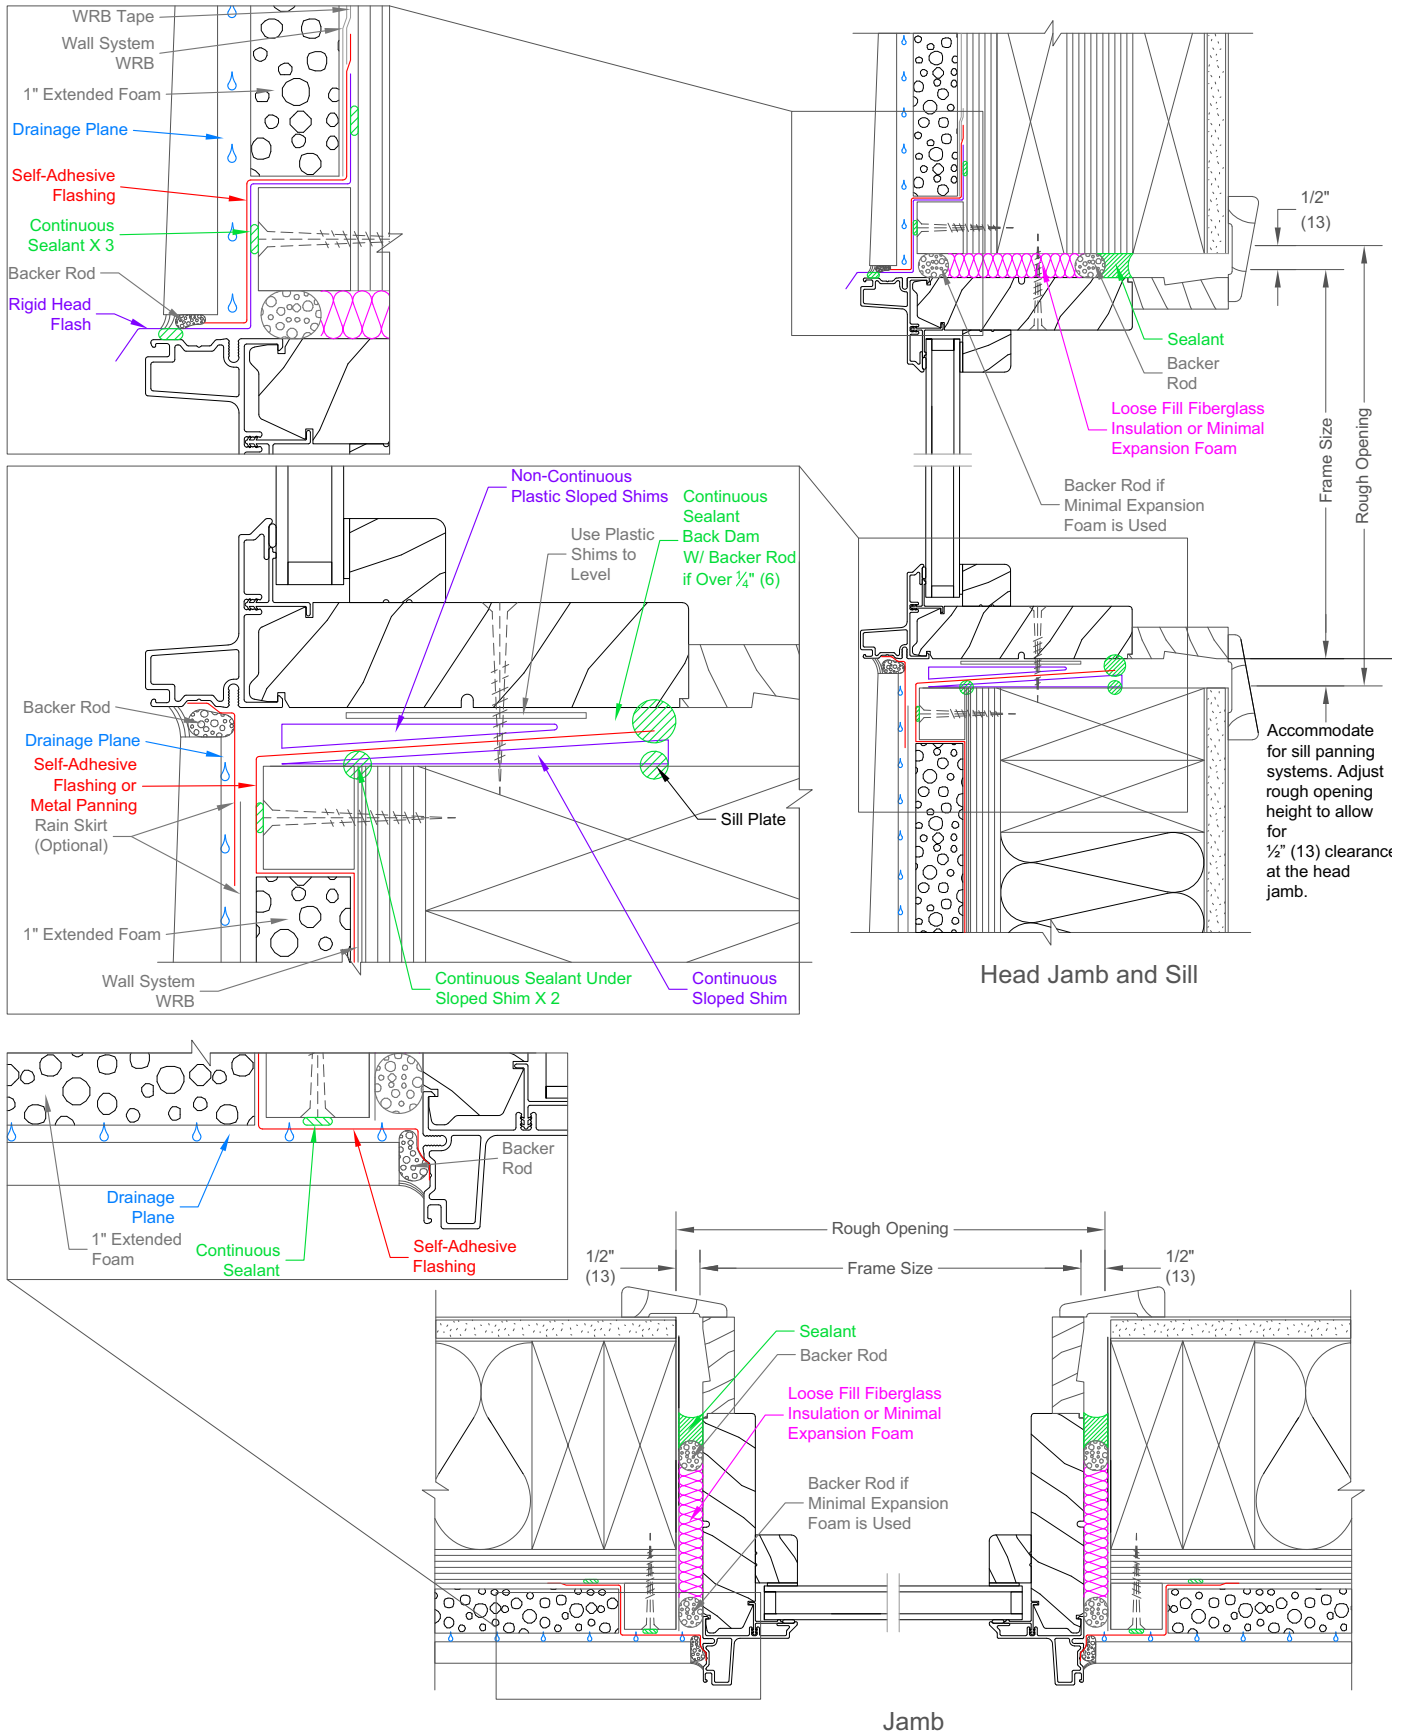 WRB Tape
Wall System
WRB
1" Extended Foam
Drainage Plane
Self-Adhesive
Flashing
Continuous
Sealant X 3
Backer Rod
Rigid Head
Flash
1/2"
(13)
Sealant
Backer
Rod
Loose Fill Fiberglass
Insulation or Minimal
Expansion Foam
Backer Rod if
Minimal Expansion
Foam is Used
Frame Size
Rough Opening
Non-Continuous
Plastic Sloped Shims
Use Plastic
Shims to
Level
Continuous
Sealant
Back Dam
W/ Backer Rod
if Over ¼" (6)
Backer Rod
Drainage Plane
Self-Adhesive
Flashing or
Metal Panning
Rain Skirt
(Optional)
1" Extended Foam
Wall System
WRB
Sill Plate
Continuous Sealant Under
Sloped Shim X 2
Continuous
Sloped Shim
Accommodate
for sill panning
systems. Adjust
rough opening
height to allow
for
½” (13) clearance
at the head
jamb.
Head Jamb and Sill
Backer
Rod
Drainage
Plane
1" Extended
Foam
Continuous
Sealant
Self-Adhesive
Flashing
Rough Opening
1/2"
(13)
Frame Size
1/2"
(13)
Sealant
Backer Rod
Loose Fill Fiberglass
Insulation or Minimal
Expansion Foam
Backer Rod if
Minimal Expansion
Foam is Used
Jamb